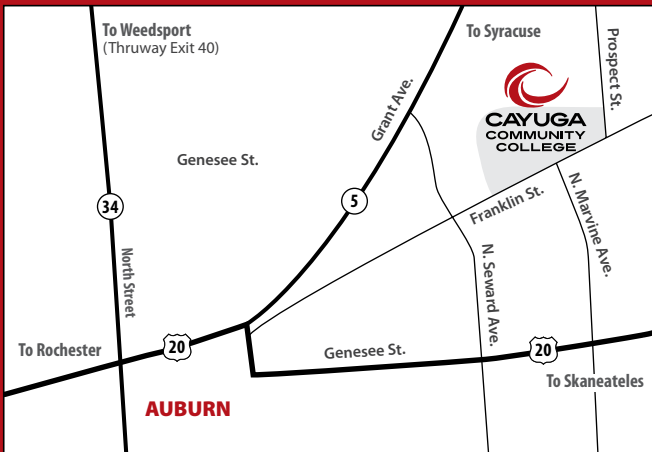 To Weedsport
(Thruway Exit 40)
To Syracuse
Prospect St.
Grant Ave.
CAYUGA
COMMUNITY
COLLEGE
Genesee St.
34
5
Franklin St.
N. Marvine Ave.
North Street
N. Seward Ave.
To Rochester
20
Genesee St.
20
To Skaneateles
AUBURN